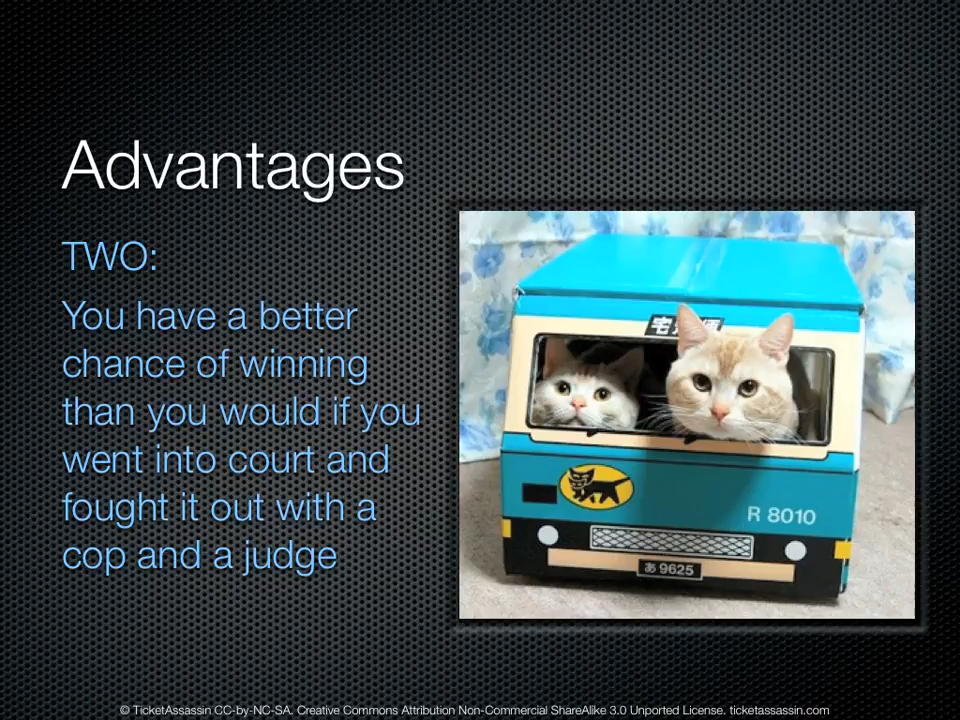 Advantages
TWO:
You have a better
chance of winning
than you would if you
went into court and
fought it out with a
cop and a judge
宅
便
R 8010
あ 9625
© TicketAssassin CC-by-NC-SA. Creative Commons Attribution Non-Commercial ShareAlike 3.0 Unported License. ticketassassin.com